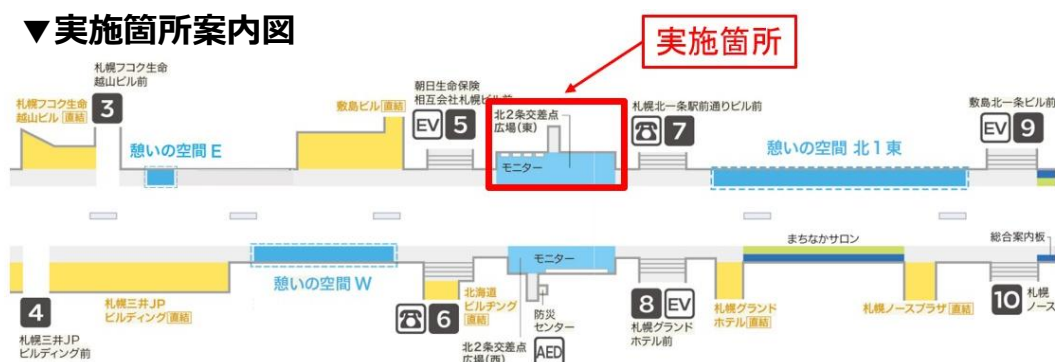 ▼実施箇所案内図
実施箇所
札幌フコク生命
越山ビル前
3
札幌フコク生命
越山ビル 直結
憩いの空間 E
敷島ビル 直結
朝日生命保険
相互会社札幌ビル前
EV 5
北2条交差点
広場(東)
モニター
札幌北一条駅前通りビル前
7
憩いの空間 北1東
敷島北一条ビル前
EV 9
4
札幌三井JP
ビルディング前
札幌三井JP
ビルディング 直結
憩いの空間 W
6
北海道
ビルヂング
直結
モニター
北2条交差点
広場(西)
防災
センター
AED
8 EV
札幌グランド
ホテル前
札幌グランド
ホテル 直結
まちなかサロン
札幌ノースプラザ 直結
総合案内板
10
札幌
ノース